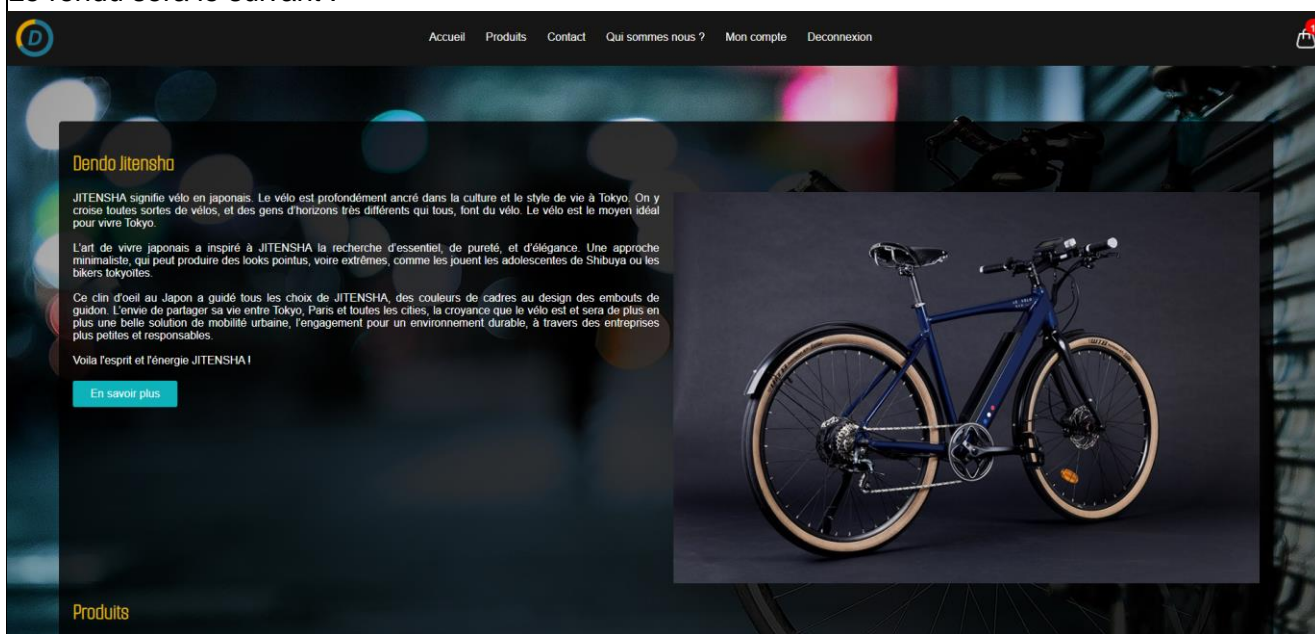 Le rendu sera le suivant :
D
Accueil Produits Contact Qui sommes nous ? Mon compte Deconnexion
Dendo Jitensha
JITENSHA signifie vélo en japonais. Le vélo est profondément ancré dans la culture et le style de vie à Tokyo. On y
croise toutes sortes de vélos, et des gens d'horizons très différents qui tous, font du vélo. Le vélo est le moyen idéal
pour vivre Tokyo.
L'art de vivre japonais a inspiré à JITENSHA la recherche d'essentiel, de pureté, et d'élégance. Une approche
minimaliste, qui peut produire des looks pointus, voire extrêmes, comme les jouent les adolescentes de Shibuya ou les
bikers tokyoïtes.
Ce clin d'oeil au Japon a guidé tous les choix de JITENSHA, des couleurs de cadres au design des embouts de
guidon. L'envie de partager sa vie entre Tokyo, Paris et toutes les cities, la croyance que le vélo est et sera de plus en
plus une belle solution de mobilité urbaine, l'engagement pour un environnement durable, à travers des entreprises
plus petites et responsables.
Voila l'esprit et l'énergie JITENSHA !
En savoir plus
WTB
Produits